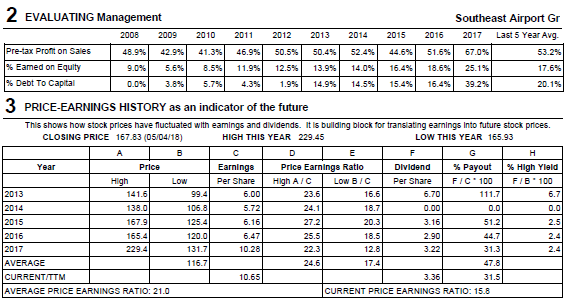 2 EVALUATING Management Southeast Airport Gr
2008 2009 2010 2011 2012 2013 2014 2015 2016 2017 Last 5 Year Avg.
Pre-tax Profit on Sales 48.9% 42.9% 41.3% 46.9% 50.5% 50.4% 52.4% 44.6% 51.6% 67.0% 53.2%
% Earned on Equity 9.0% 5.6% 8.5% 11.9% 12.5% 13.9% 14.0% 16.4% 18.6% 25.1% 17.6%
% Debt To Capital 0.0% 3.8% 5.7% 4.3% 1.9% 14.9% 14.5% 15.4% 16.4% 39.2% 20.1%
3 PRICE-EARNINGS HISTORY as an indicator of the future
This shows how stock prices have fluctuated with earnings and dividends. It is building block for translating earnings into future stock prices.
CLOSING PRICE 167.83 (05/04/18) HIGH THIS YEAR 229.45 LOW THIS YEAR 165.93
A B C D E F G H
Year Price Earnings Price Earnings Ratio Dividend % Payout % High Yield
High Low Per Share High A / C Low B / C Per Share F / C * 100 F / B * 100
2013 141.6 99.4 6.00 23.6 16.6 6.70 111.7 6.7
2014 138.0 106.8 5.72 24.1 18.7 0.00 0.0 0.0
2015 167.9 125.4 6.16 27.2 20.3 3.16 51.2 2.5
2016 165.4 120.0 6.47 25.5 18.5 2.90 44.7 2.4
2017 229.4 131.7 10.28 22.3 12.8 3.22 31.3 2.4
AVERAGE 116.7 24.6 17.4 47.8
CURRENT/TTM 10.65 3.36 31.5
AVERAGE PRICE EARNINGS RATIO: 21.0 CURRENT PRICE EARNINGS RATIO: 15.8